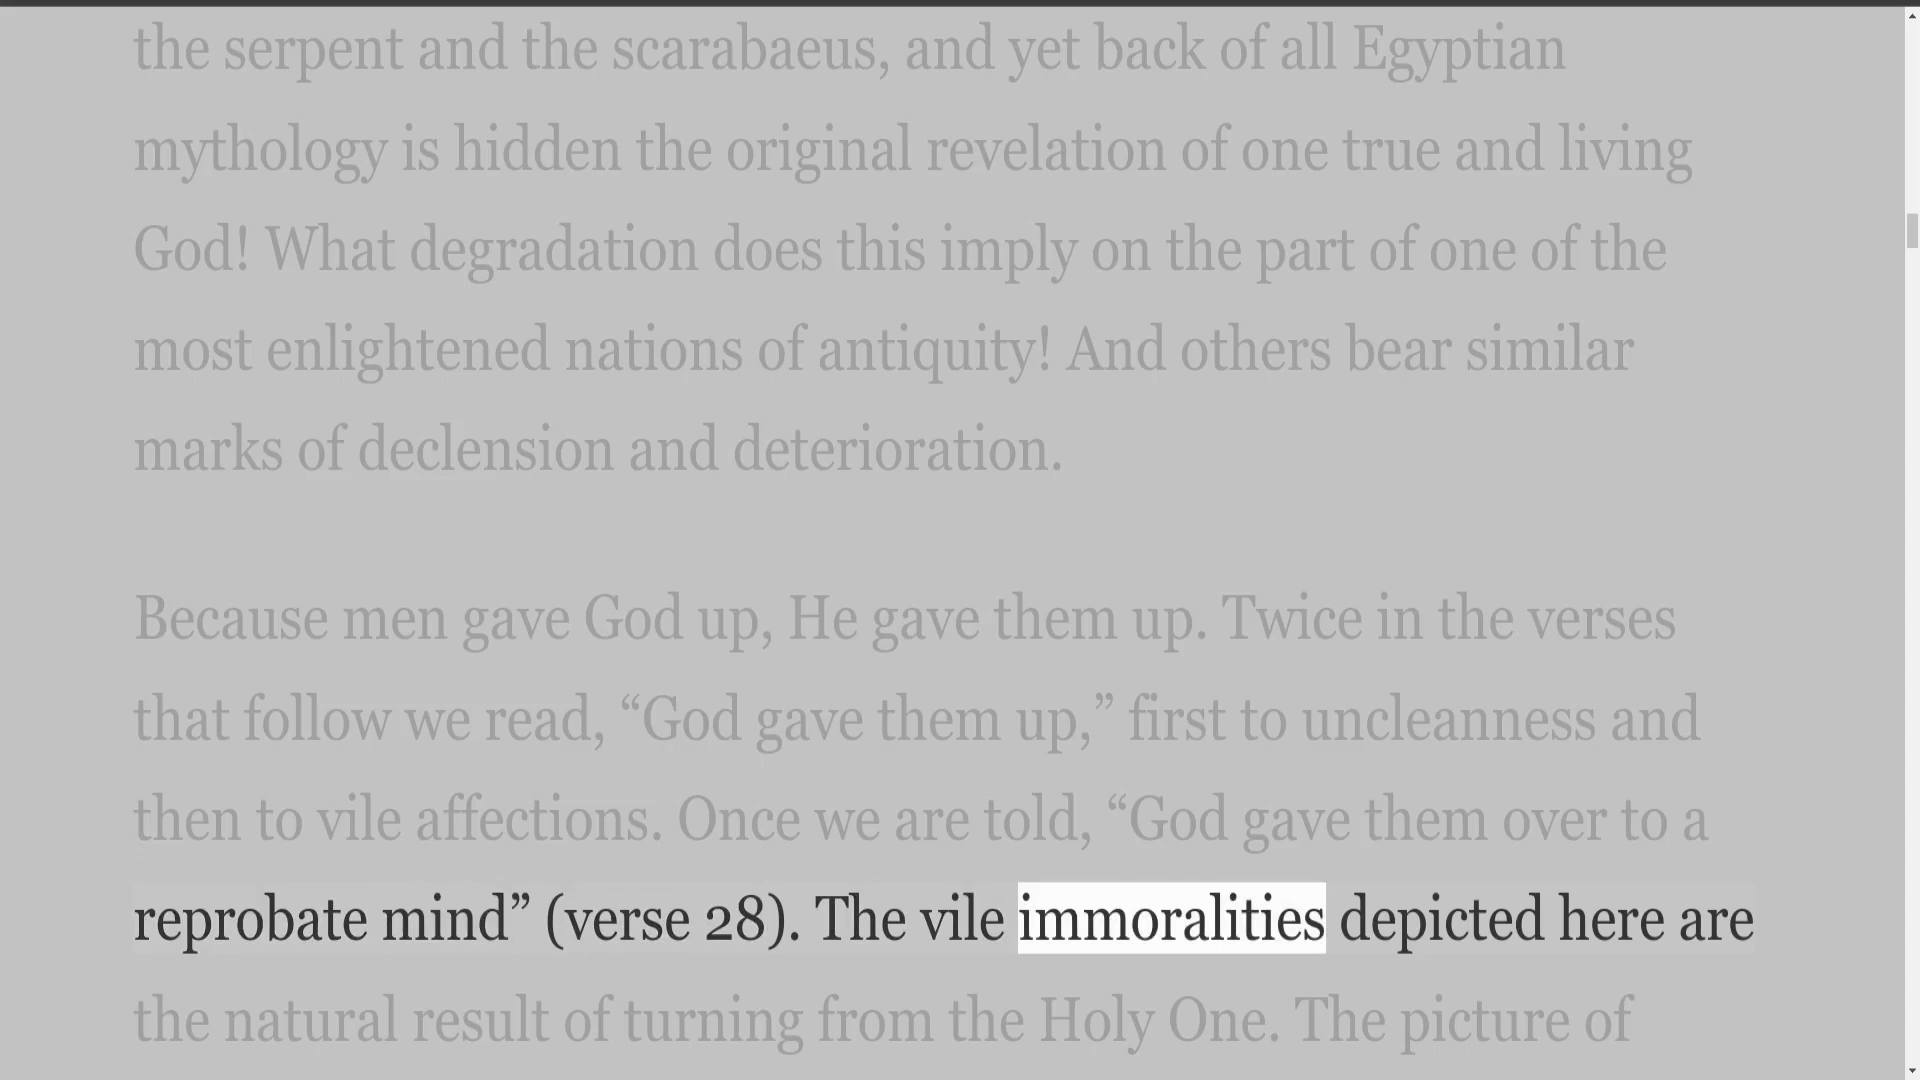 the serpent and the scarabaeus, and yet back of all Egyptian
mythology is hidden the original revelation of one true and living
God! What degradation does this imply on the part of one of the
most enlightened nations of antiquity! And others bear similar
marks of declension and deterioration.
Because men gave God up, He gave them up. Twice in the verses
that follow we read, “God gave them up,” first to uncleanness and
then to vile affections. Once we are told, “God gave them over to a
reprobate mind” (verse 28). The vile immoralities depicted here are
the natural result of turning from the Holy One. The picture of